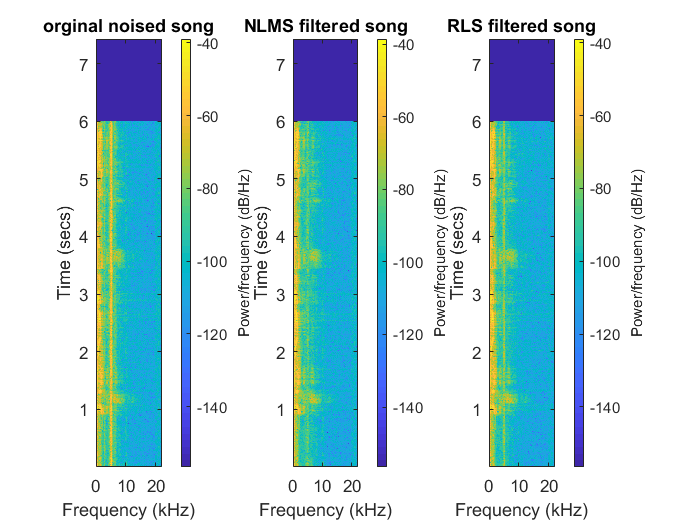 orginal noised song
7
6
5
4
3
2
1
Time (secs)
0 10 20
Frequency (kHz)
-40
-60
-80
-100
-120
-140
Power/frequency (dB/Hz)
NLMS filtered song
7
6
5
4
3
2
1
Time (secs)
0 10 20
Frequency (kHz)
-40
-60
-80
-100
-120
-140
Power/frequency (dB/Hz)
RLS filtered song
7
6
5
4
3
2
1
Time (secs)
0 10 20
Frequency (kHz)
-40
-60
-80
-100
-120
-140
Power/frequency (dB/Hz)